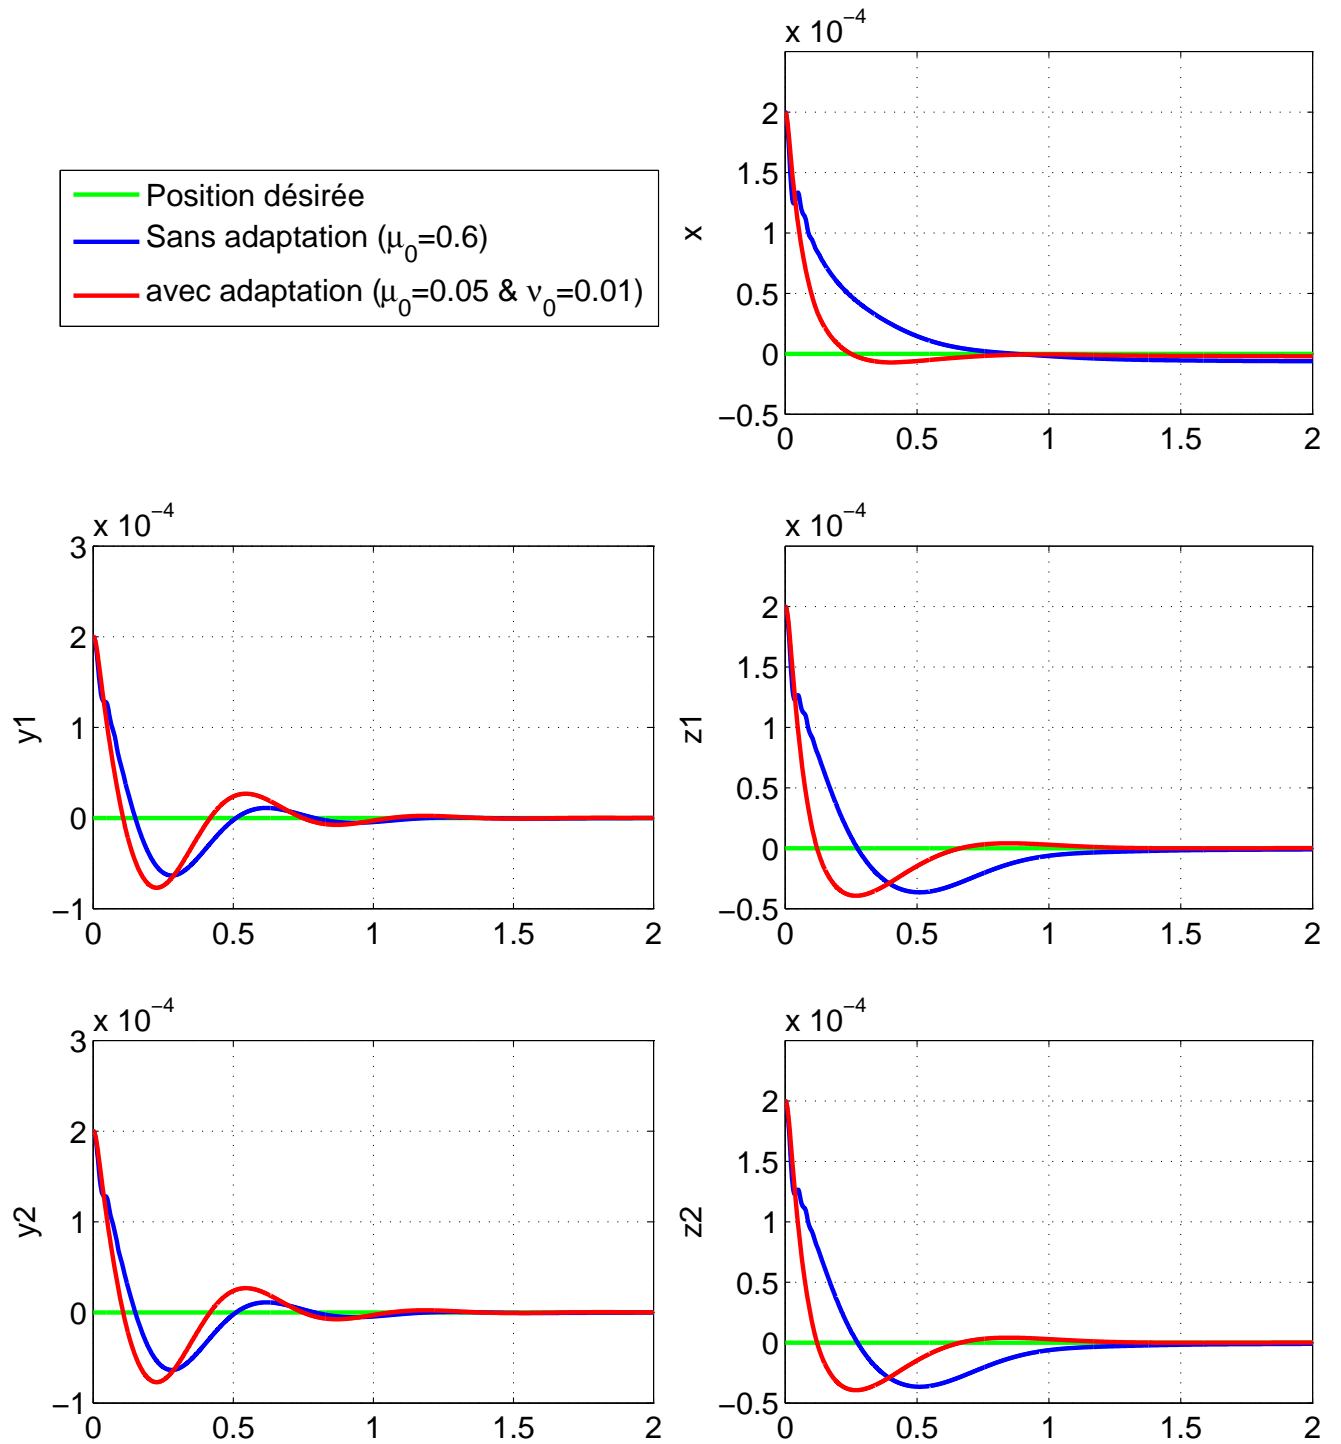 Position désirée
Sans adaptation (μ0=0.6)
avec adaptation (μ0=0.05 & ν0=0.01)
x 10−4
2
1.5
1
0.5
0
−0.5
x
0 0.5 1 1.5 2
x 10−4
3
2
1
0
−1
y1
0 0.5 1 1.5 2
x 10−4
2
1.5
1
0.5
0
−0.5
z1
0 0.5 1 1.5 2
x 10−4
3
2
1
0
−1
y2
0 0.5 1 1.5 2
x 10−4
2
1.5
1
0.5
0
−0.5
z2
0 0.5 1 1.5 2